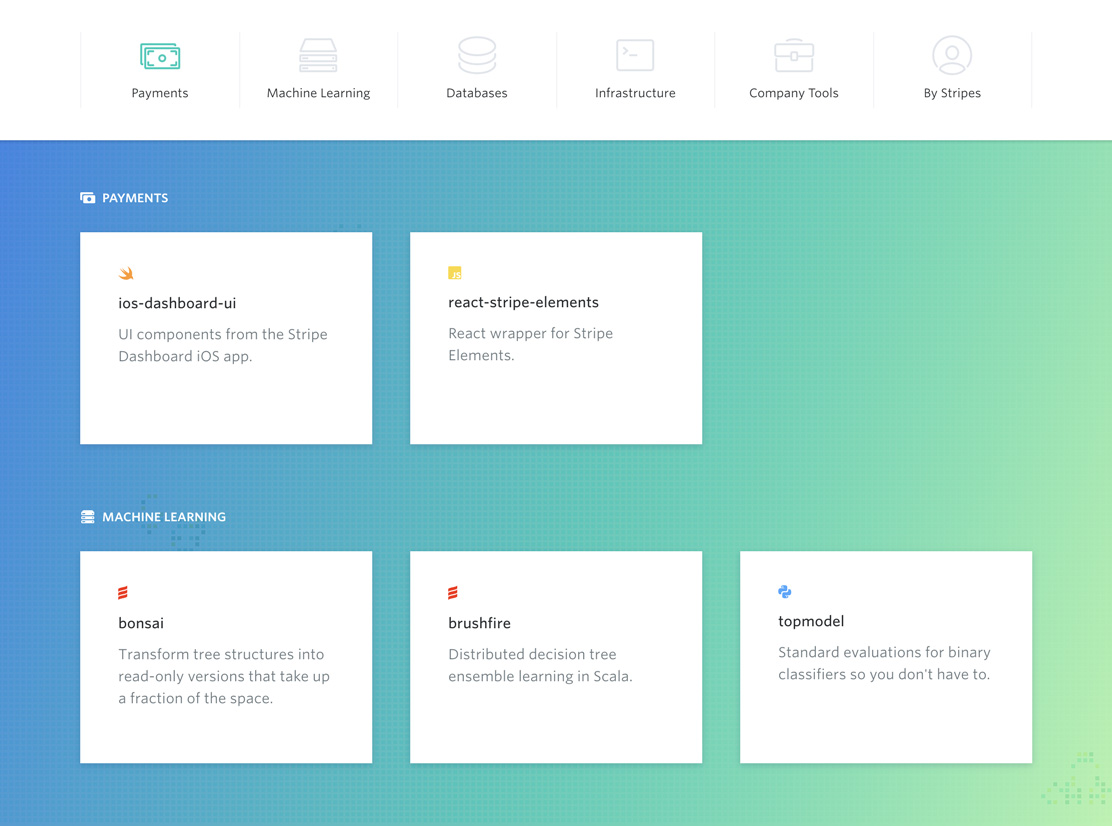 Payments
Machine Learning
Databases
Infrastructure
Company Tools
By Stripes
PAYMENTS
ios-dashboard-ui
UI components from the Stripe
Dashboard iOS app.
JS
react-stripe-elements
React wrapper for Stripe
Elements.
MACHINE LEARNING
bonsai
Transform tree structures into
read-only versions that take up
a fraction of the space.
brushfire
Distributed decision tree
ensemble learning in Scala.
topmodel
Standard evaluations for binary
classifiers so you don't have to.